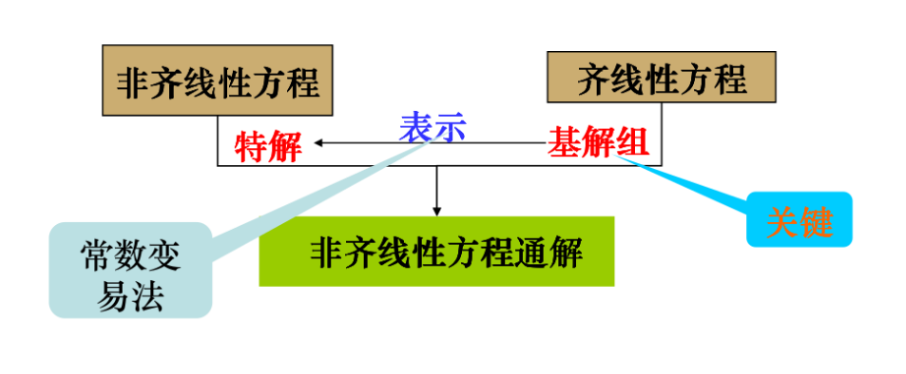 非齐线性方程
齐线性方程
表示
特解
基解组
关键
常数变
易法
非齐线性方程通解